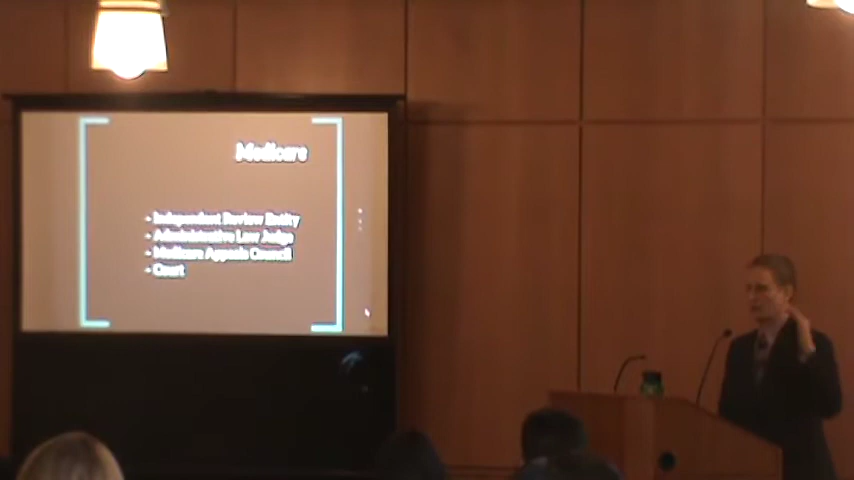 Medicare
- Independent Review Entity
- Administrative Law Judge
- Medicare Appeals Council
- Court